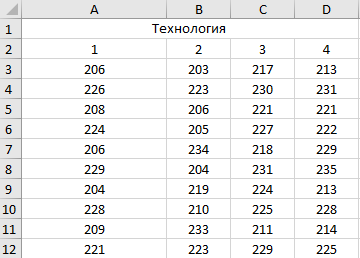 A B C D
1 Технология
2 1 2 3 4
3 206 203 217 213
4 226 223 230 231
5 208 206 221 221
6 224 205 227 222
7 206 234 218 229
8 229 204 231 235
9 204 219 224 213
10 228 210 225 228
11 209 233 211 214
12 221 223 229 225